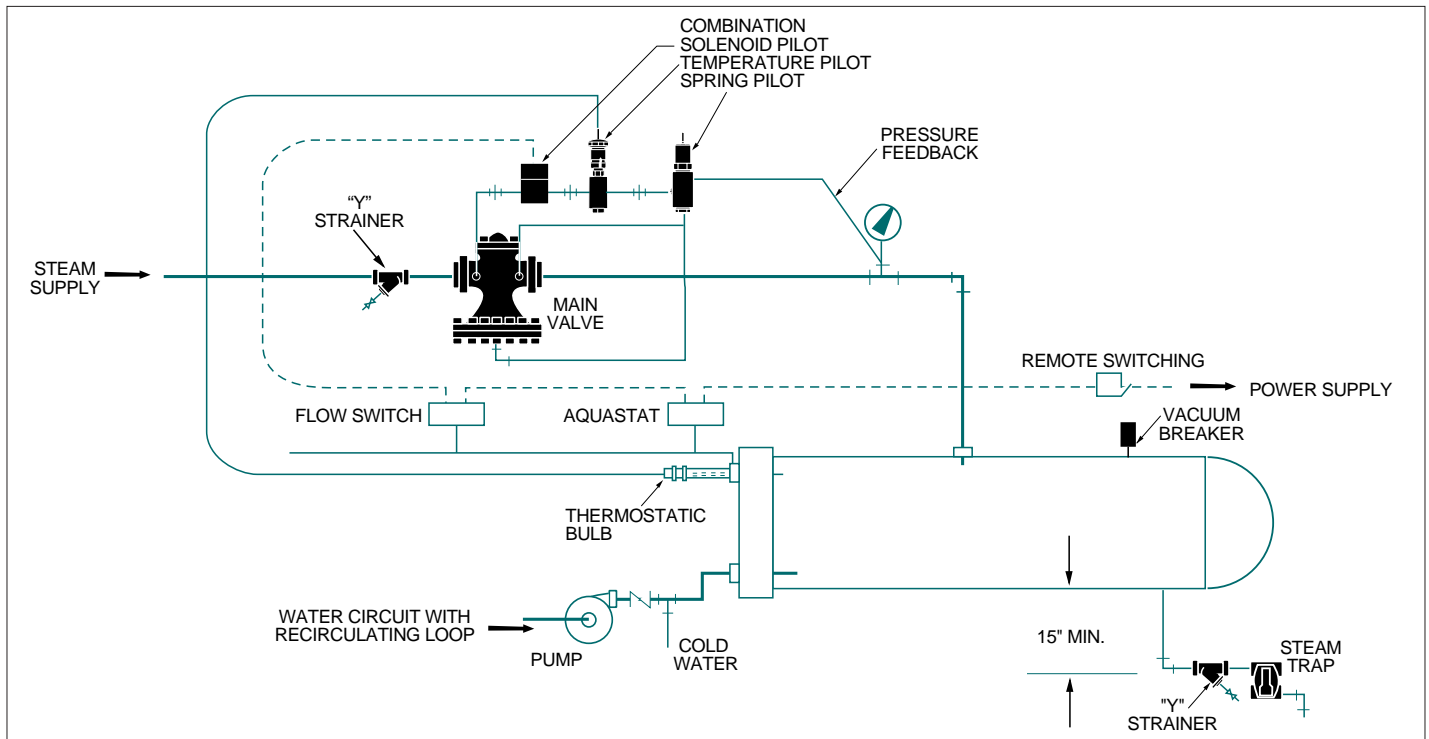 COMBINATION
SOLENOID PILOT
TEMPERATURE PILOT
SPRING PILOT
PRESSURE
FEEDBACK
“Y”
STRAINER
STEAM
SUPPLY
MAIN
VALVE
REMOTE SWITCHING
POWER SUPPLY
FLOW SWITCH
AQUASTAT
VACUUM
BREAKER
THERMOSTATIC
BULB
WATER CIRCUIT WITH
RECIRCULATING LOOP
PUMP
COLD
WATER
15" MIN.
STEAM
TRAP
"Y"
STRAINER